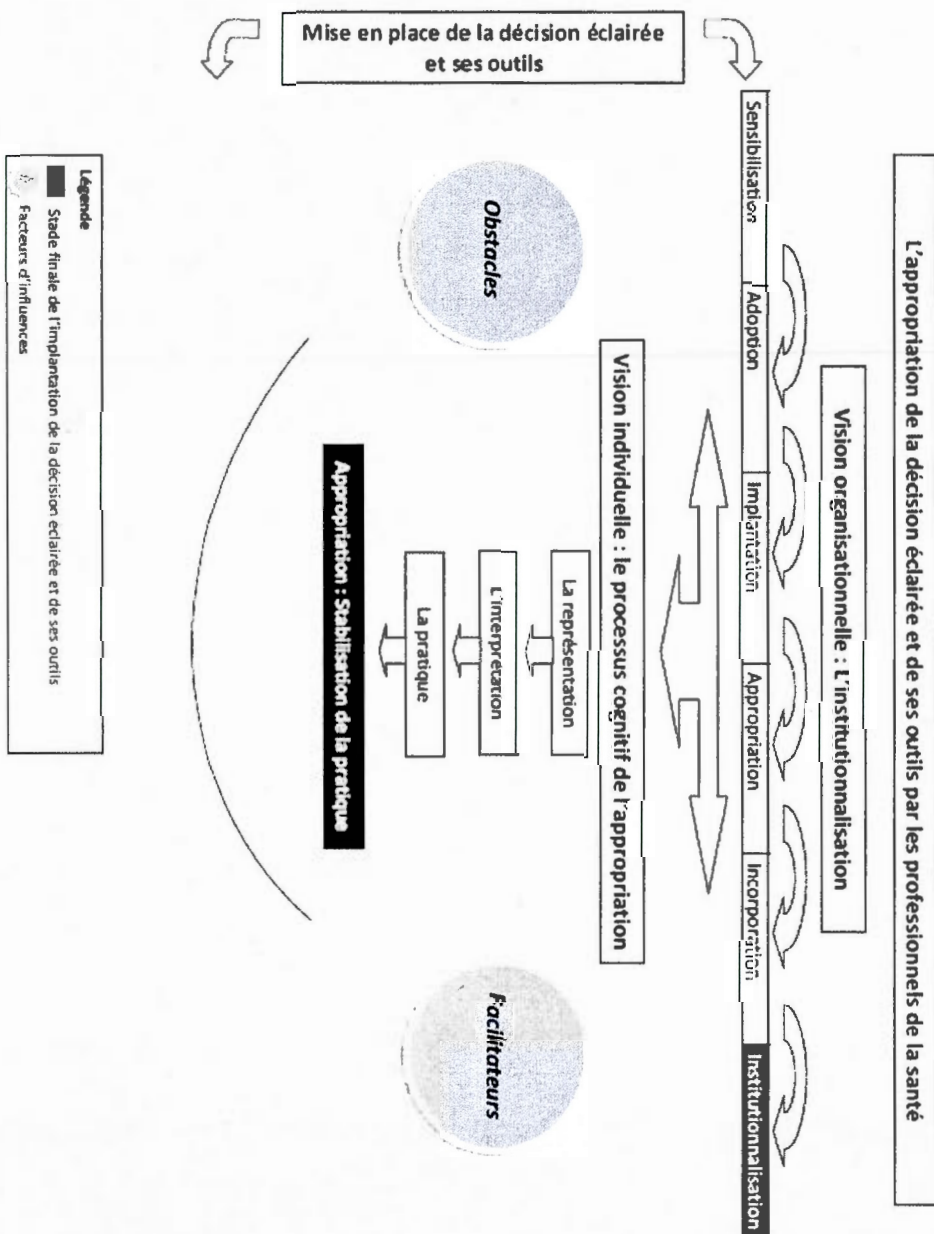 L'appropriation de la décision éclairée et de ses outils par les professionnels de la santé
Vision organisationnelle : L'institutionnalisation
Sensibilisation
Adoption
Implantation
Appropriation
Incorporation
Institutionnalisation
Mise en place de la décision éclairée
et ses outils
Vision individuelle : le processus cognitif de l'appropriation
La représentation
L'interprétation
La pratique
Appropriation : Stabilisation de la pratique
Obstacles
Facilitateurs
Légende
Stade finale de l'implantation de la décision éclairée et de ses outils
Facteurs d'influences